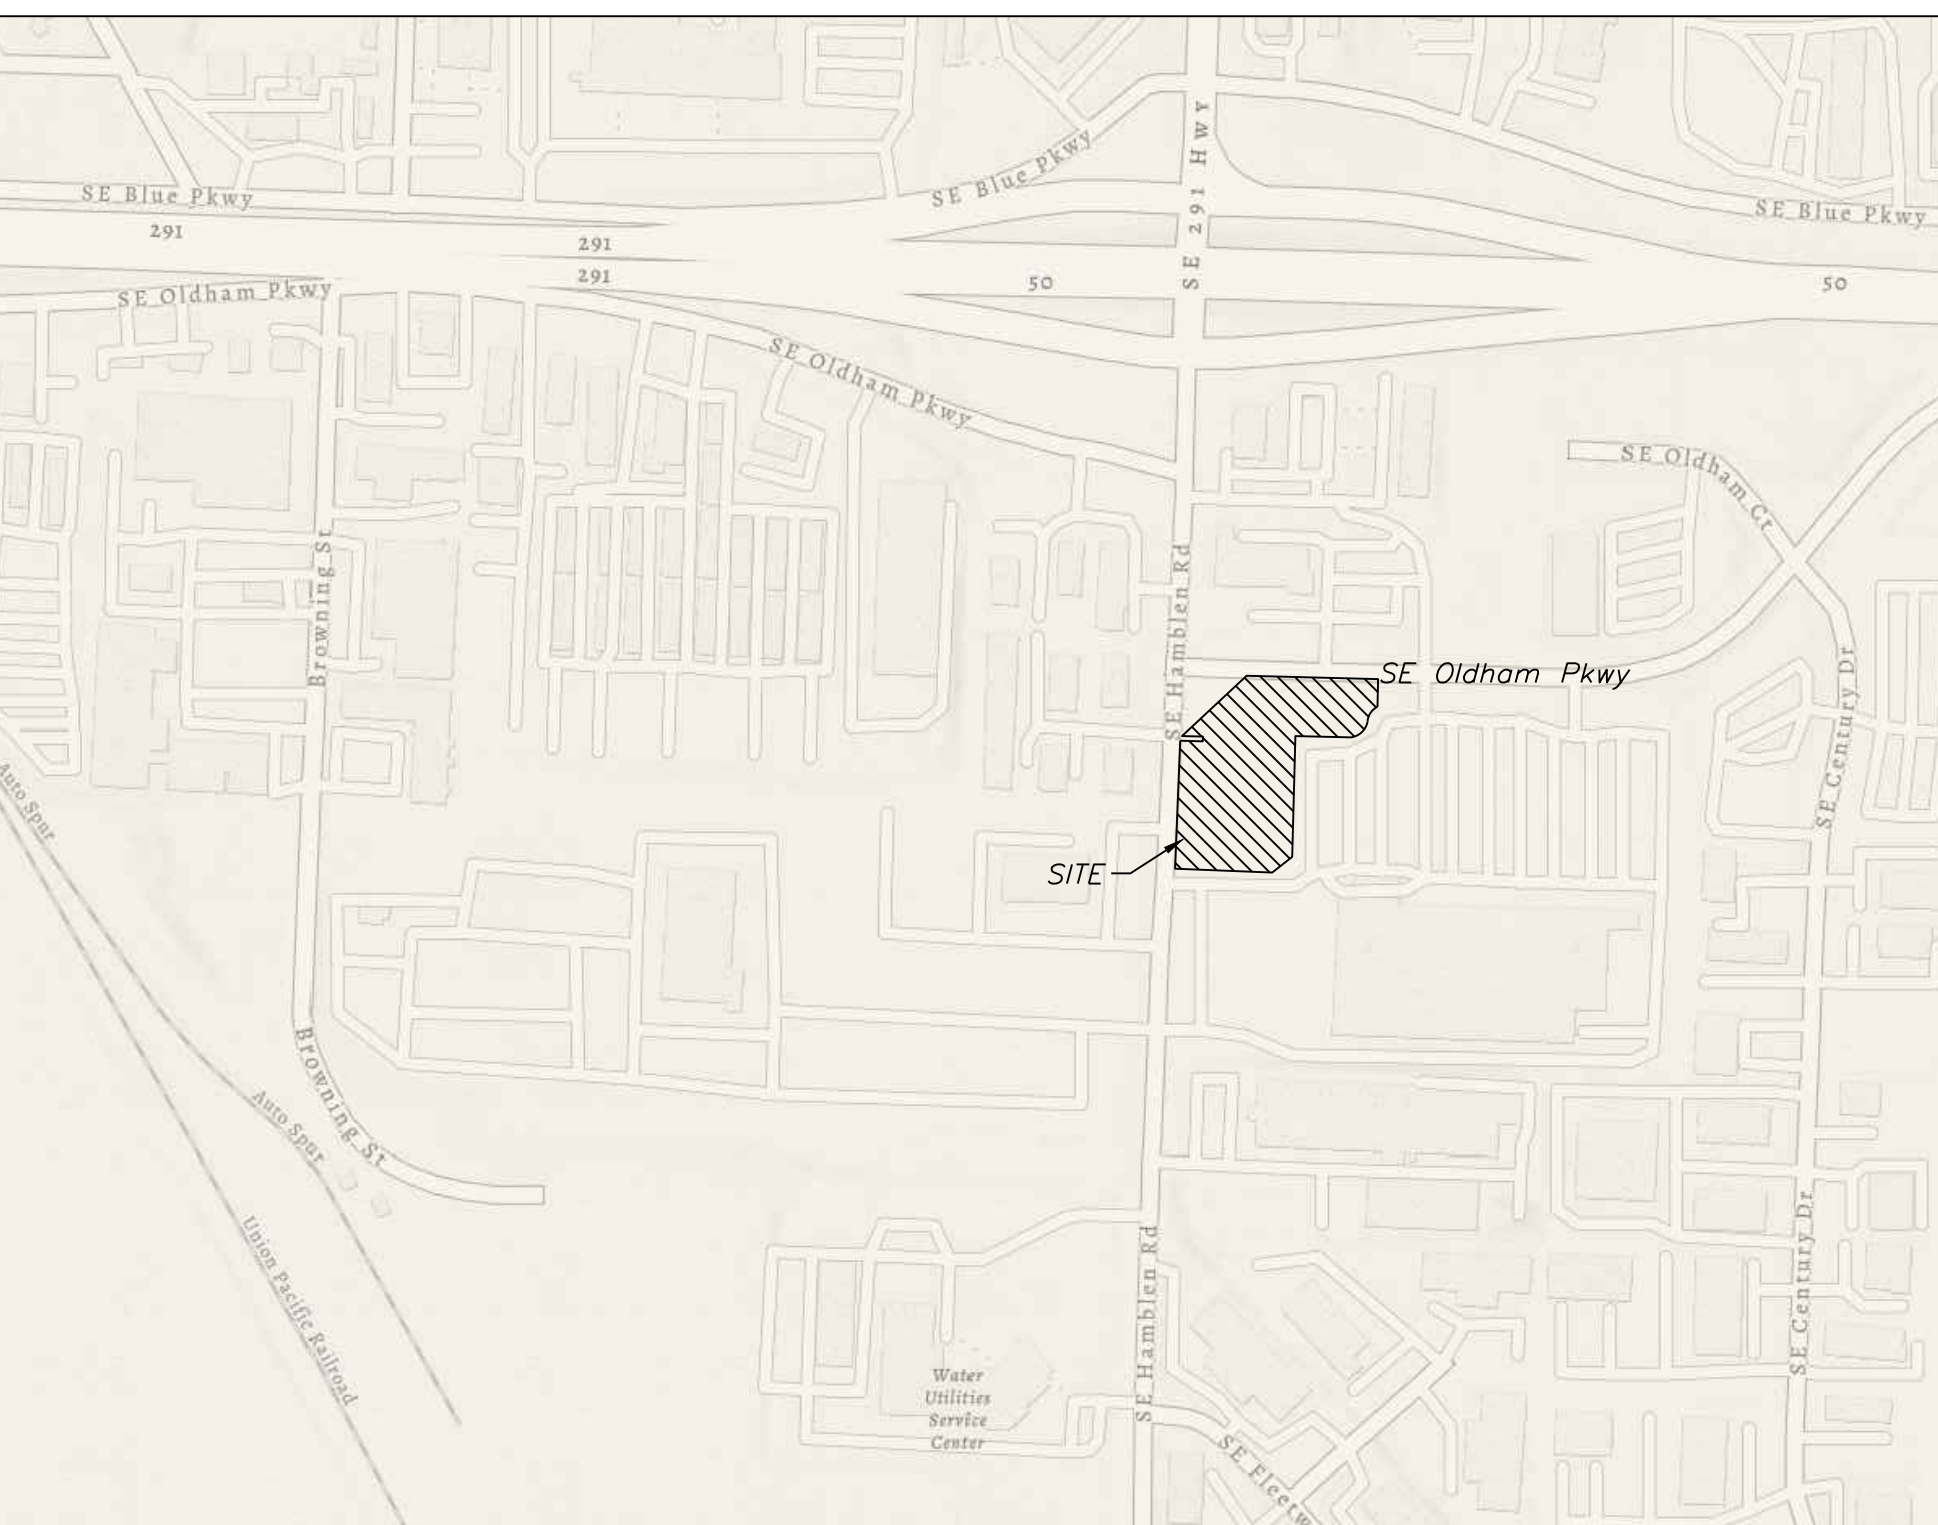 SE 291 HWY
SE Blue Pkwy
SE Blue Pkwy
SE Blue Pkwy
291
291
291
50
50
SE Oldham Pkwy
SE Oldham Pkwy
SE Oldham Ct
Browning St
SE Hamblen Rd
SE Oldham Pkwy
SE Century Dr
Auto Spur
SITE
Browning St
Auto Spur
Union Pacific Railroad
SE Hamblen Rd
SE Century Dr
Water
Utilities
Service
Center
SE Fleetw